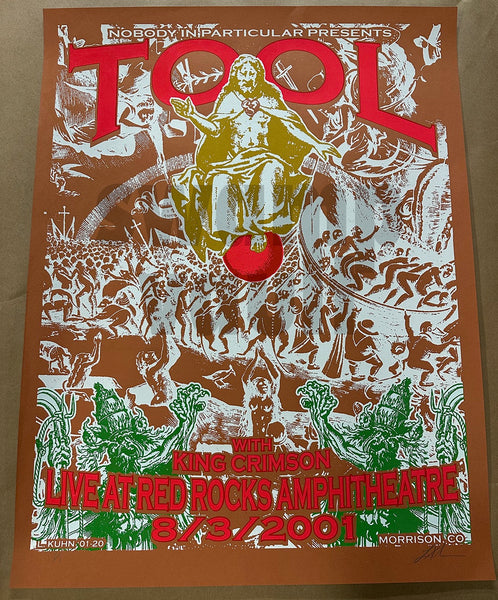 NOBODY IN PARTICULAR PRESENTS
TOOL
WITH
KING CRIMSON
LIVE AT RED ROCKS AMPHITHEATRE
8/3/2001
L. KUHN, 01-20
MORRISON, CO.